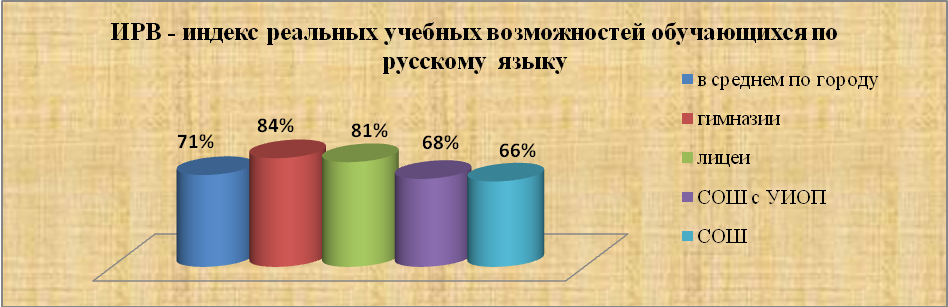 ИРВ - индекс реальных учебных возможностей обучающихся по
русскому языку
71%
84%
81%
68%
66%
в среднем по городу
гимназии
лицеи
СОШ с УИОП
СОШ